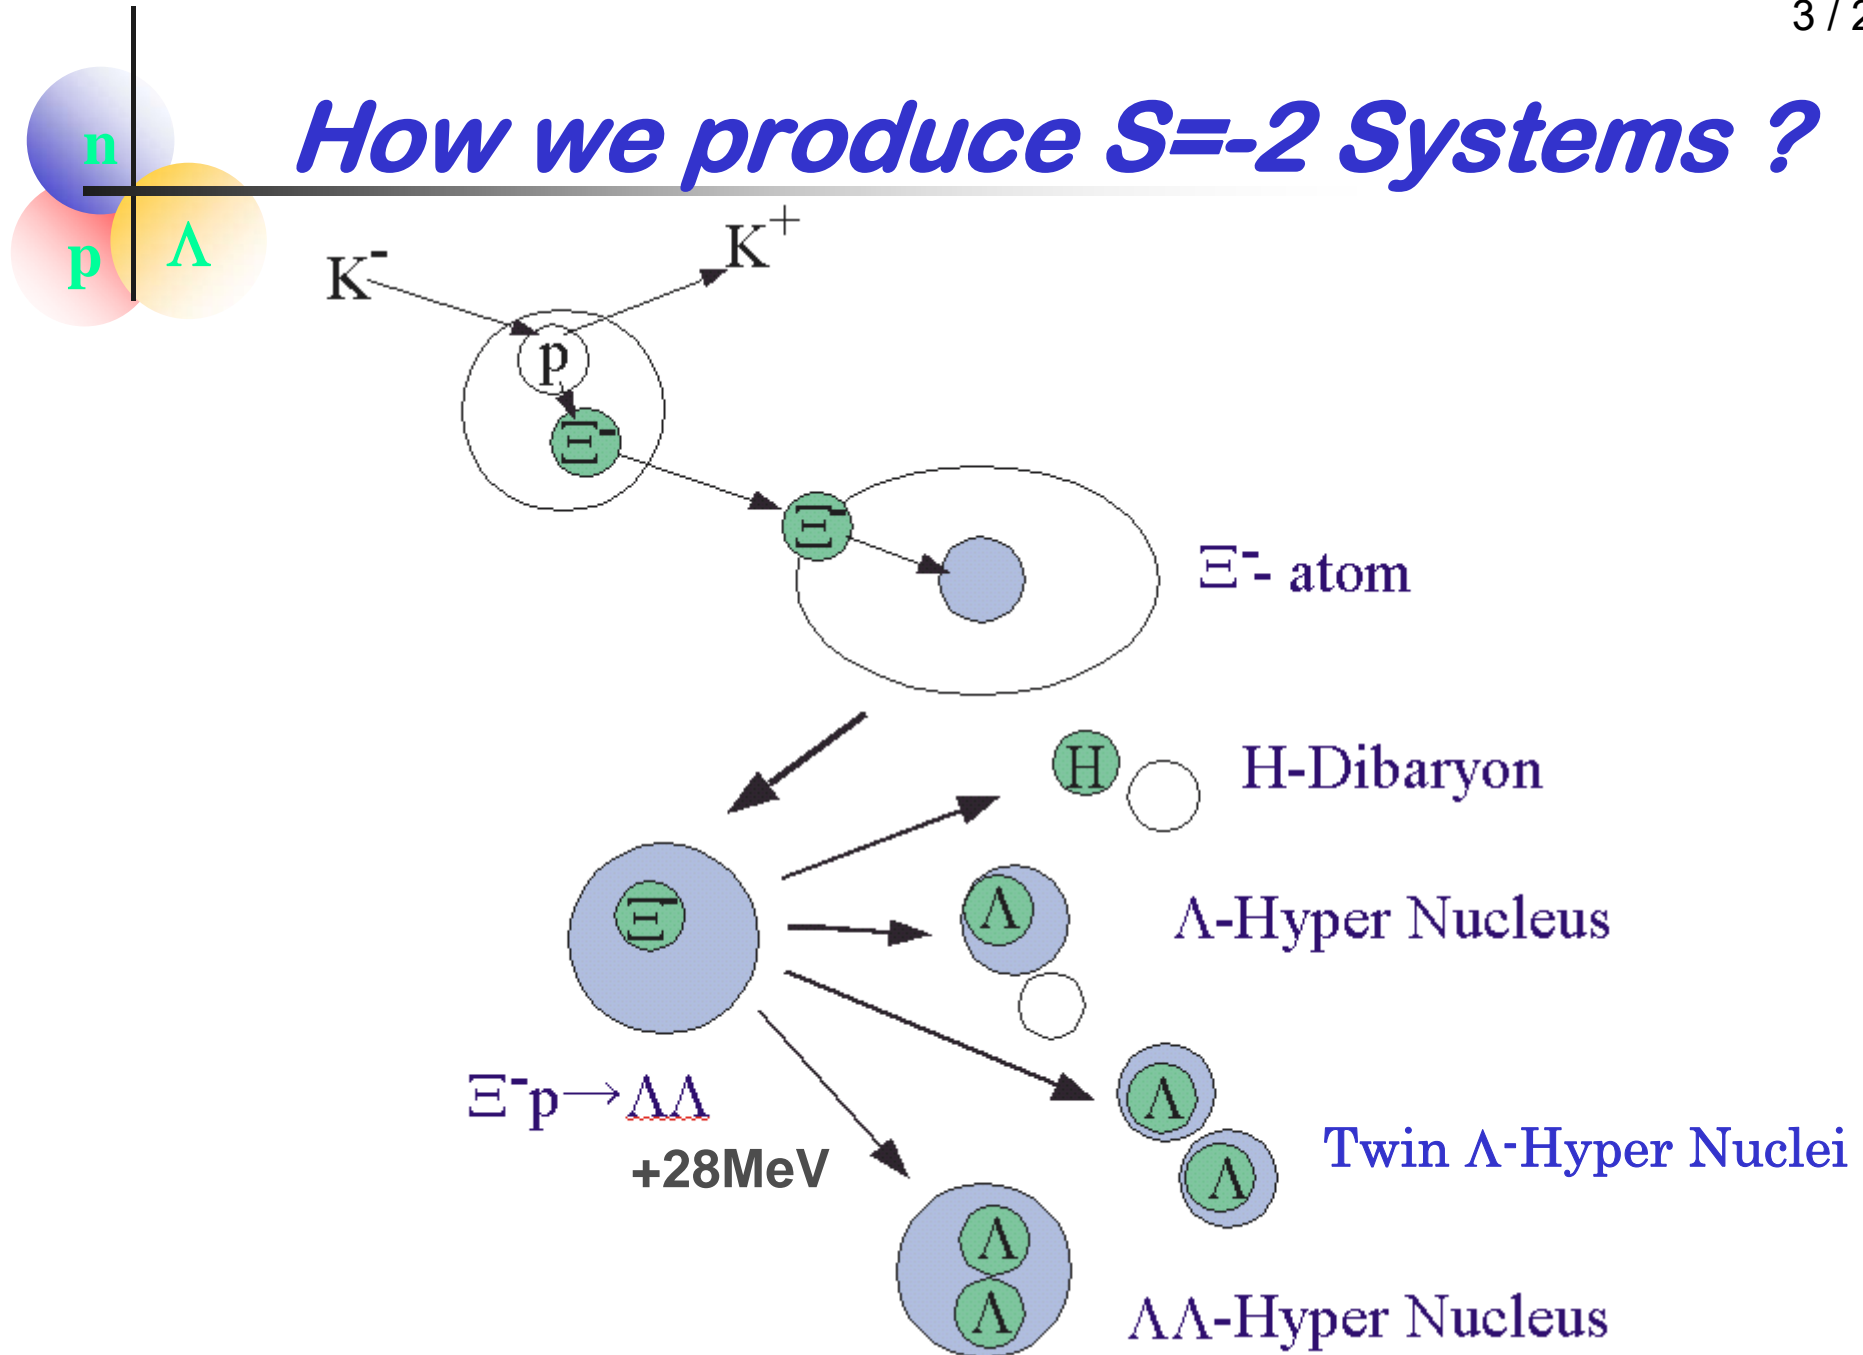 3 / 2
How we produce S=-2 Systems ?
n
p
Λ
K⁻
K⁺
p
Ξ⁻
Ξ⁻
Ξ⁻- atom
H
H-Dibaryon
Ξ⁻
Λ
Λ-Hyper Nucleus
Ξ⁻p→ΛΛ
+28MeV
Λ
Λ
Twin Λ-Hyper Nuclei
Λ
Λ
ΛΛ-Hyper Nucleus